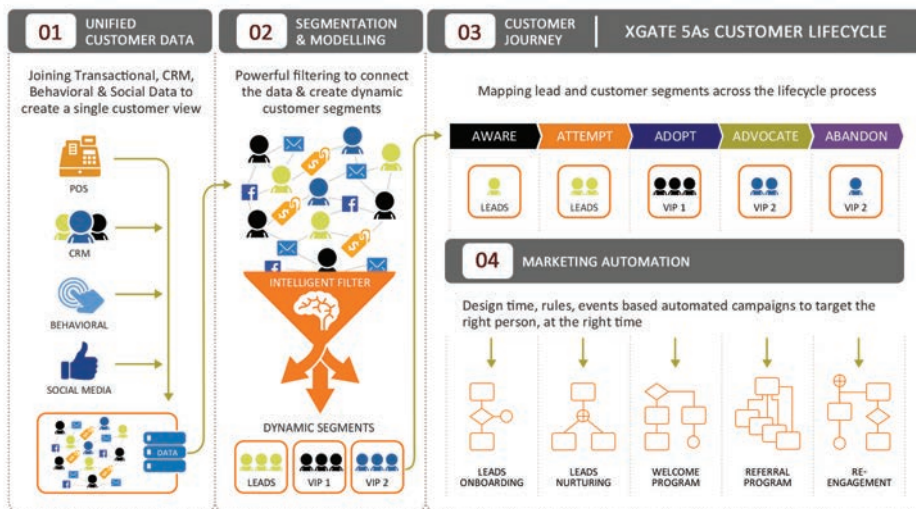 01 UNIFIED
CUSTOMER DATA
Joining Transactional, CRM,
Behavioral & Social Data to
create a single customer view
POS
CRM
BEHAVIORAL
SOCIAL MEDIA
DATA
02 SEGMENTATION
& MODELLING
Powerful filtering to connect
the data & create dynamic
customer segments
INTELLIGENT FILTER
DYNAMIC SEGMENTS
LEADS VIP 1 VIP 2
03 CUSTOMER
JOURNEY
XGATE 5As CUSTOMER LIFECYCLE
Mapping lead and customer segments across the lifecycle process
AWARE ATTEMPT ADOPT ADVOCATE ABANDON
LEADS LEADS VIP 1 VIP 2 VIP 2
04 MARKETING AUTOMATION
Design time, rules, events based automated campaigns to target the
right person, at the right time
LEADS
ONBOARDING
LEADS
NURTURING
WELCOME
PROGRAM
REFERRAL
PROGRAM
RE-
ENGAGEMENT